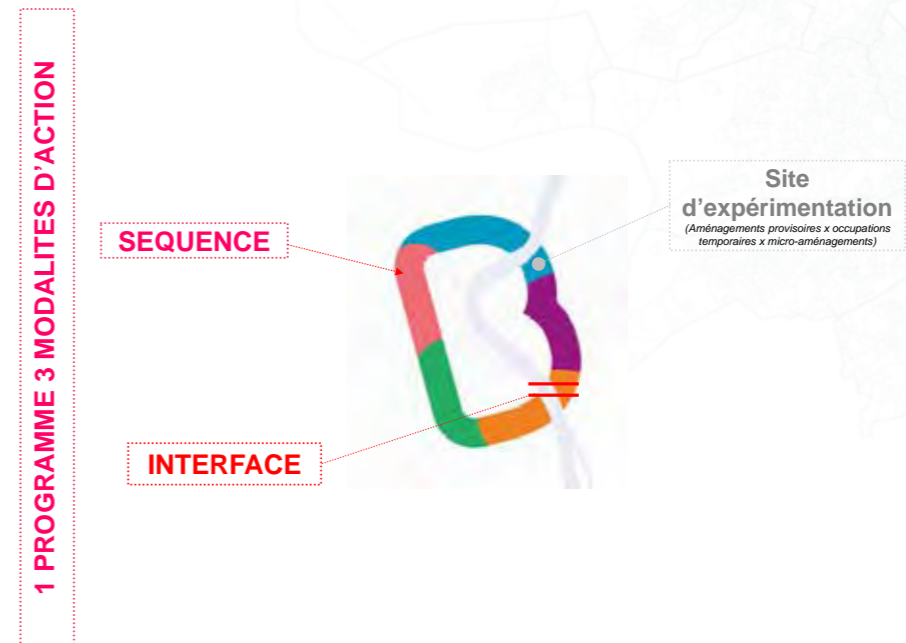 1 PROGRAMME 3 MODALITES D'ACTION
SEQUENCE
Site
d'expérimentation
(Aménagements provisoires x occupations
temporaires x micro-aménagements)
INTERFACE